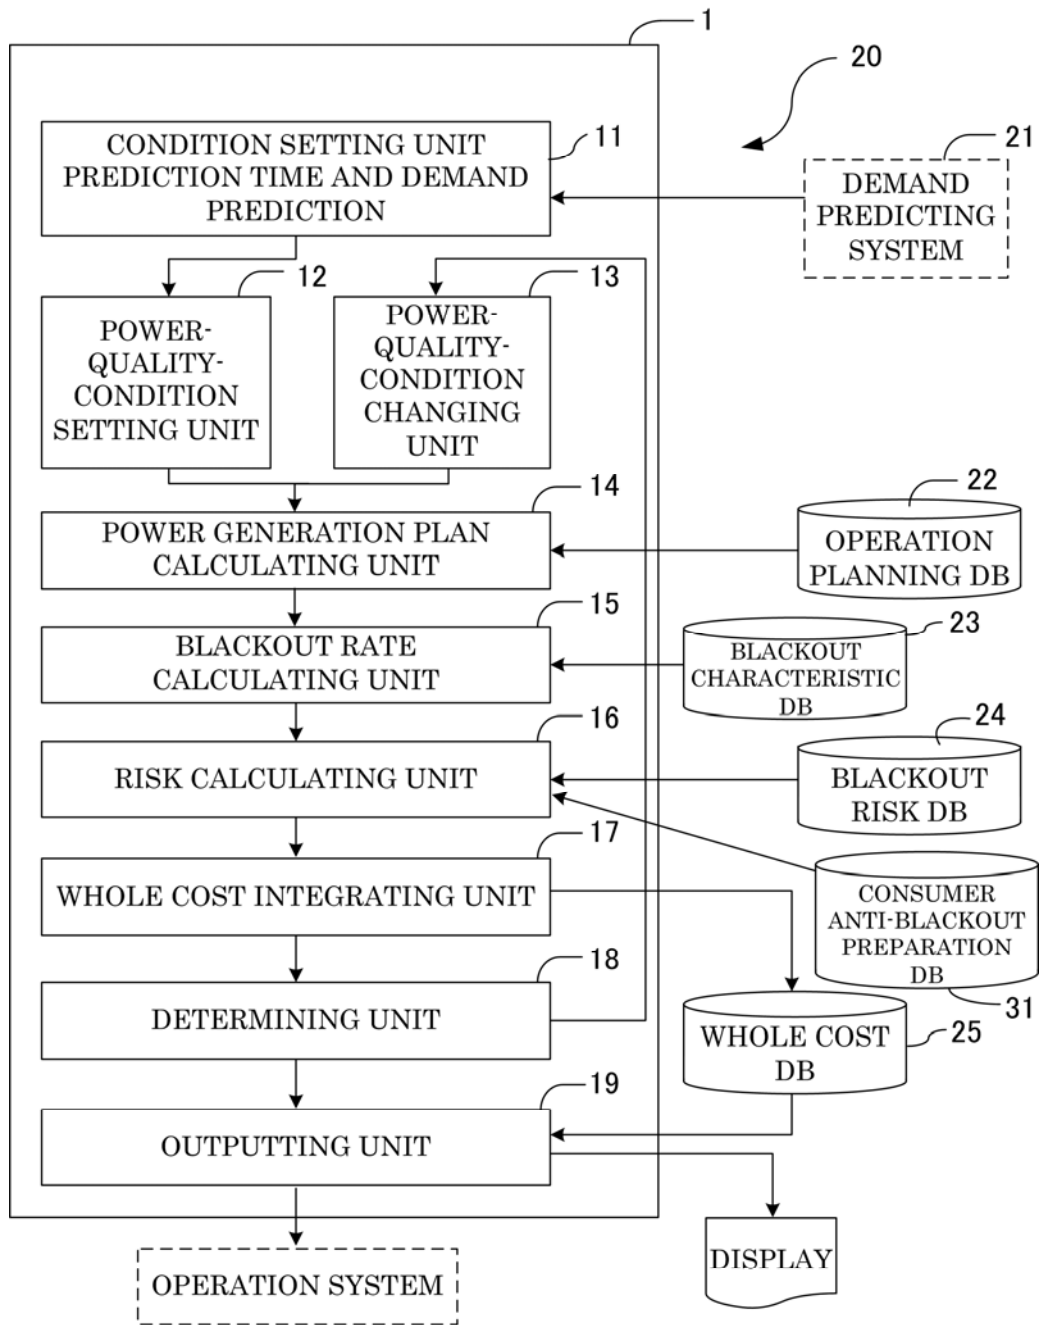 1
20
CONDITION SETTING UNIT
PREDICTION TIME AND DEMAND
PREDICTION
11
21
DEMAND
PREDICTING
SYSTEM
12
POWER-
QUALITY-
CONDITION
SETTING UNIT
13
POWER-
QUALITY-
CONDITION
CHANGING
UNIT
14
POWER GENERATION PLAN
CALCULATING UNIT
22
OPERATION
PLANNING DB
15
BLACKOUT RATE
CALCULATING UNIT
23
BLACKOUT
CHARACTERISTIC
DB
16
RISK CALCULATING UNIT
24
BLACKOUT
RISK DB
17
WHOLE COST INTEGRATING UNIT
CONSUMER
ANTI-BLACKOUT
PREPARATION
DB
31
18
DETERMINING UNIT
WHOLE COST
DB
25
19
OUTPUTTING UNIT
OPERATION SYSTEM
DISPLAY